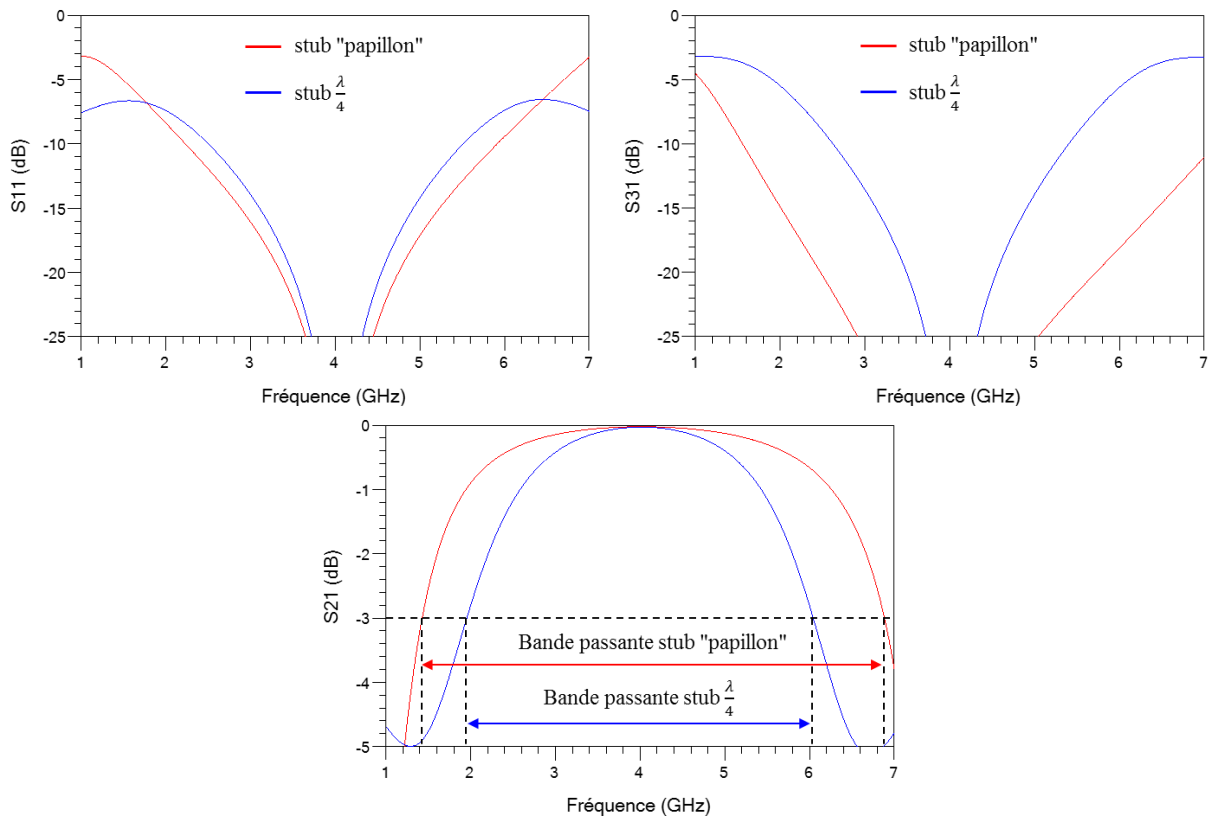 0
-5
-10
-15
-20
-25
S11 (dB)
stub "papillon"
stub λ/4
1 2 3 4 5 6 7
Fréquence (GHz)
0
-5
-10
-15
-20
-25
S31 (dB)
stub "papillon"
stub λ/4
1 2 3 4 5 6 7
Fréquence (GHz)
0
-1
-2
-3
-4
-5
S21 (dB)
Bande passante stub "papillon"
Bande passante stub λ/4
1 2 3 4 5 6 7
Fréquence (GHz)